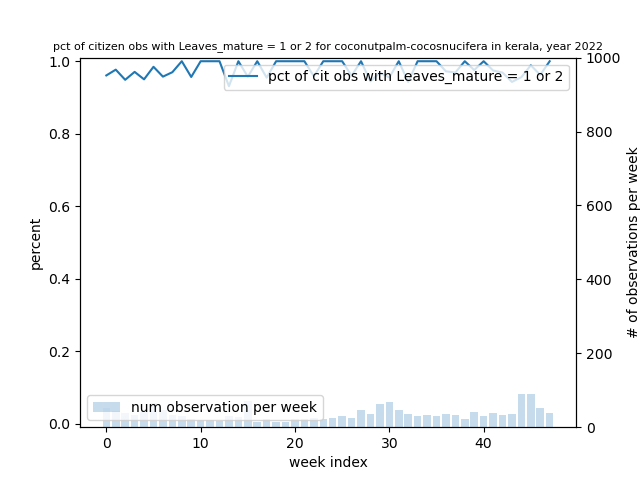 pct of citizen obs with Leaves_mature = 1 or 2 for coconutpalm-cocosnucifera in kerala, year 2022
pct of cit obs with Leaves_mature = 1 or 2
1.0
0.8
0.6
0.4
0.2
0.0
percent
1000
800
600
400
200
0
# of observations per week
num observation per week
0 10 20 30 40
week index